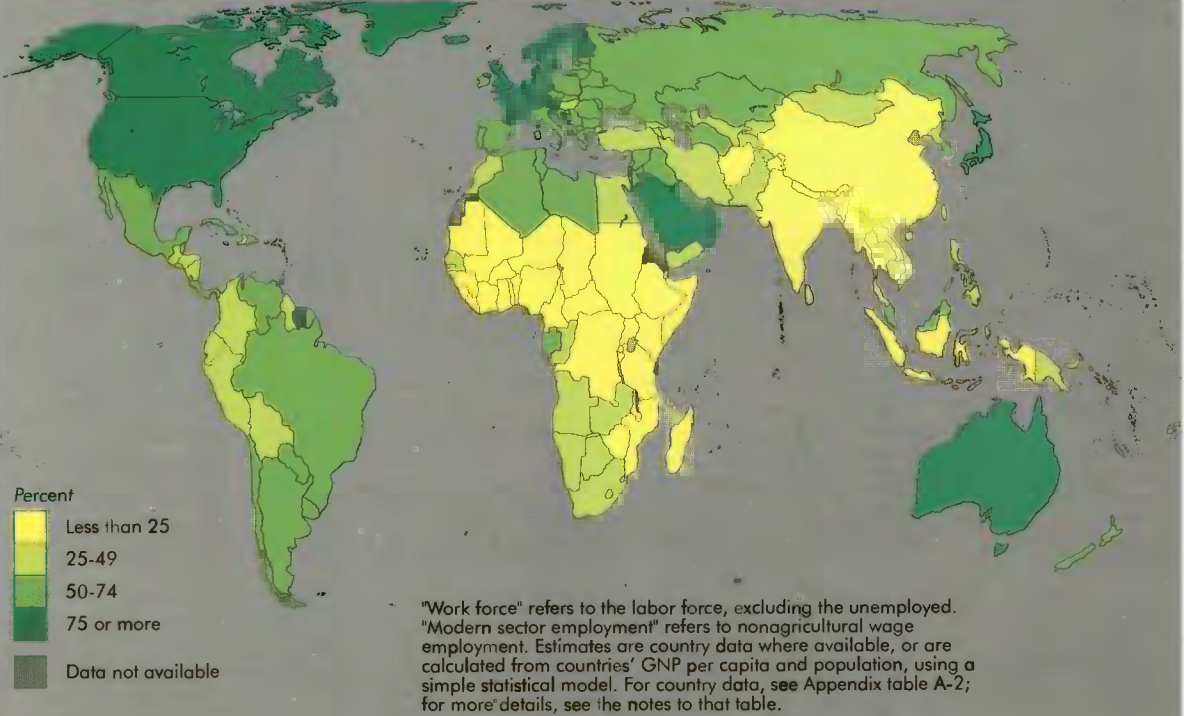 Percent
Less than 25
25-49
50-74
75 or more
Data not available
"Work force" refers to the labor force, excluding the unemployed.
"Modern sector employment" refers to nonagricultural wage
employment. Estimates are country data where available, or are
calculated from countries' GNP per capita and population, using a
simple statistical model. For country data, see Appendix table A-2;
for more details, see the notes to that table.